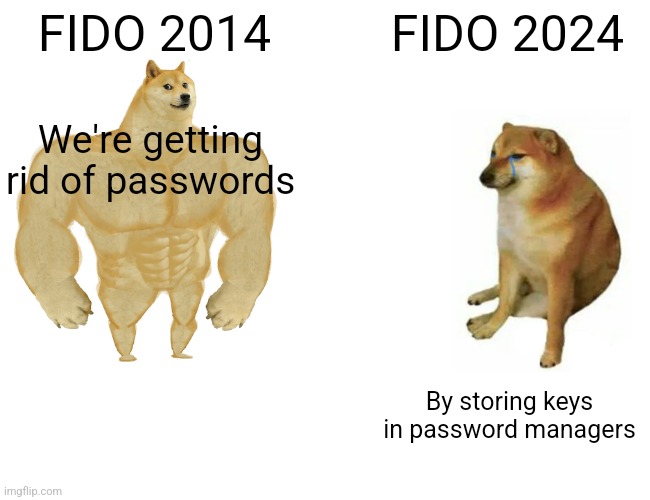 FIDO 2014
FIDO 2024
We're getting
rid of passwords
By storing keys
in password managers
imgflip.com